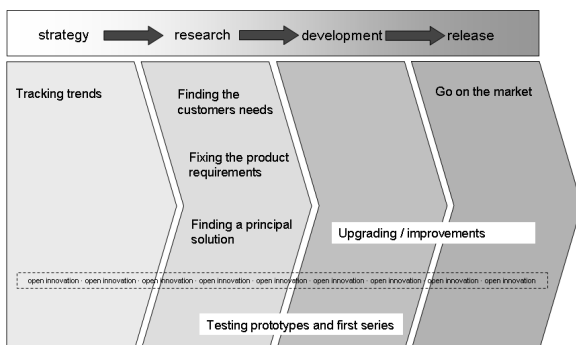 strategy research development release
Tracking trends
Finding the
customers needs
Fixing the product
requirements
Finding a principal
solution
Go on the market
Upgrading / improvements
open innovation · open innovation · open innovation · open innovation · open innovation · open innovation · open innovation · open innovation · open innovation
Testing prototypes and first series